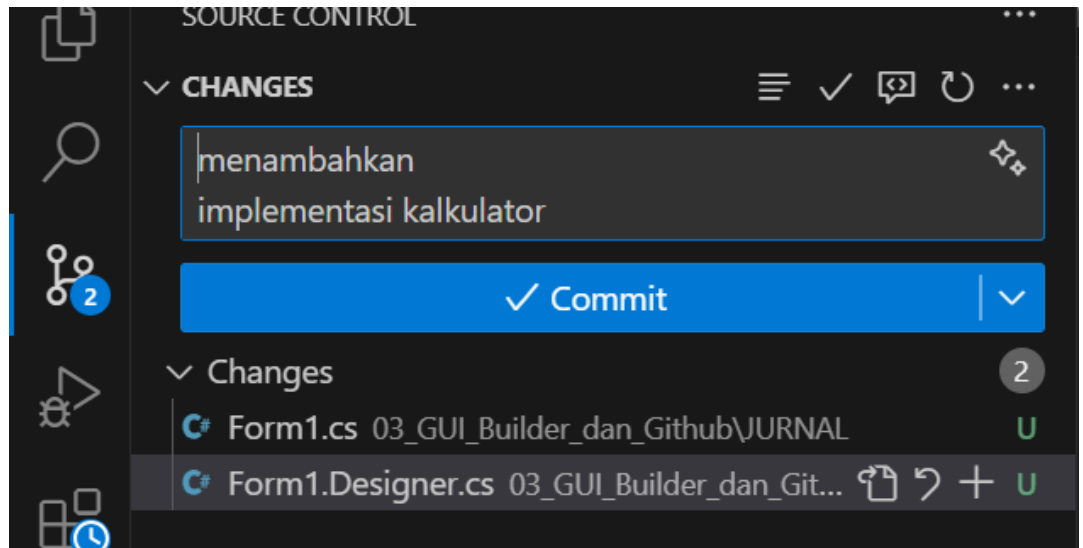 SOURCE CONTROL
CHANGES
menambahkan
implementasi kalkulator
2
Commit
Changes 2
C# Form1.cs 03_GUI_Builder_dan_Github\JURNAL U
C# Form1.Designer.cs 03_GUI_Builder_dan_Git... U